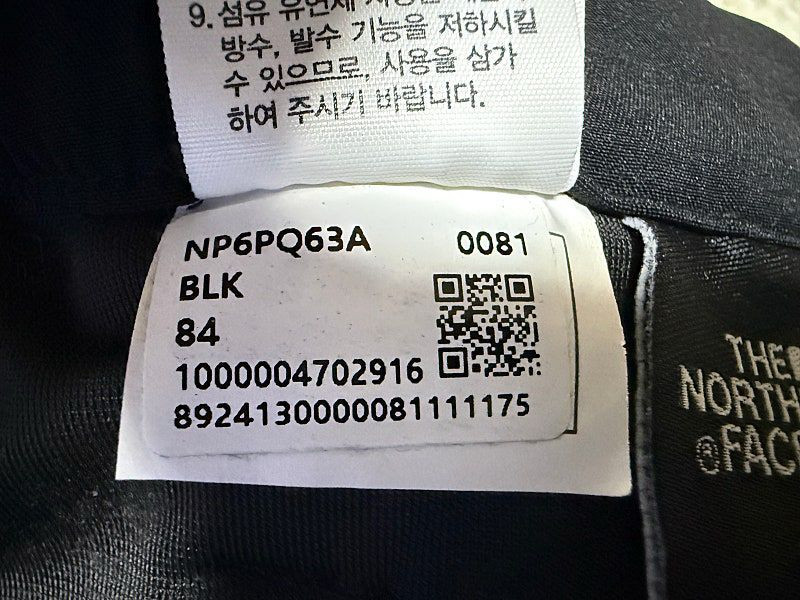 9. 섬유 유연제
방수, 발수 기능을 저하시킬
수 있으므로, 사용을 삼가
하여 주시기 바랍니다.
NP6PQ63A 0081
BLK
84
1000004702916
8924130000081111175
THE
NORTH
FACE